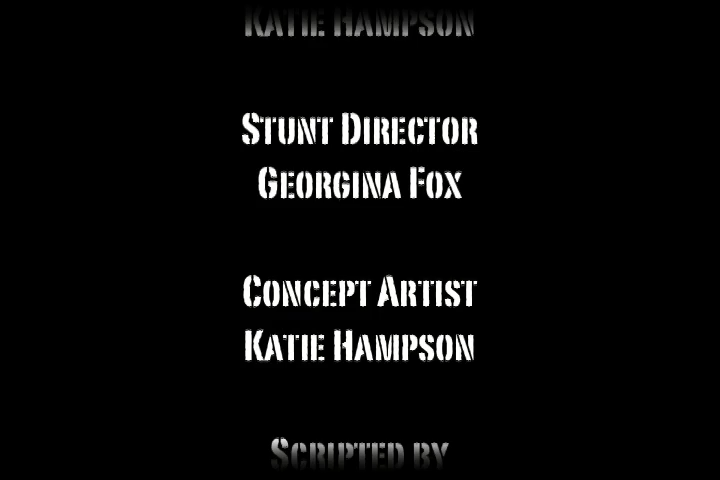 Katie Hampson
Stunt Director
Georgina Fox
Concept Artist
Katie Hampson
Scripted by